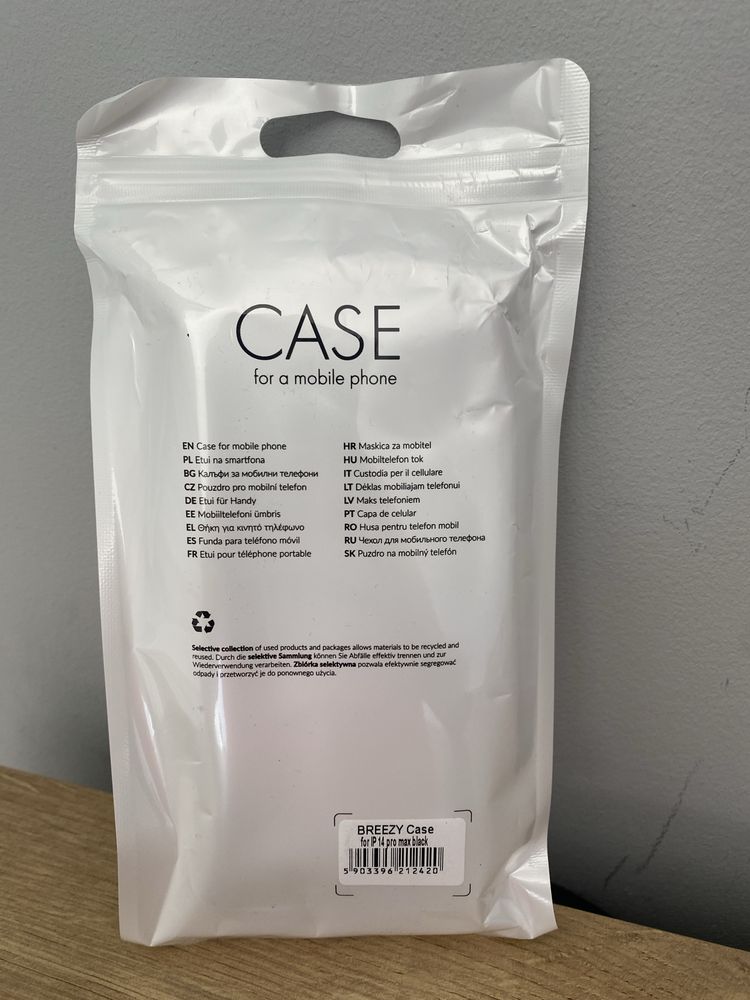 CASE
for a mobile phone
EN Case for mobile phone
PL Etui na smartfona
BG Калъфи за мобилни телефони
CZ Pouzdro pro mobilní telefon
DE Etui für Handy
EE Mobiiltelefoni ümbris
EL Θήκη για κινητό τηλέφωνο
ES Funda para teléfono móvil
FR Etui pour téléphone portable
HR Maskica za mobitel
HU Mobiltelefon tok
IT Custodia per il cellulare
LT Dėklas mobiliajam telefonui
LV Maks telefoniem
PT Capa de celular
RO Husa pentru telefon mobil
RU Чехол для мобильного телефона
SK Puzdro na mobilný telefón
Selective collection of used products and packages allows materials to be recycled and
reused. Durch die selektive Sammlung können Sie Abfälle effektiv trennen und zur
Wiederverwendung verarbeiten. Zbiórka selektywna pozwala efektywnie segregować
odpady i przetworzyć je do ponownego użycia.
BREEZY Case
for IP 14 pro max black
5 903396 212420